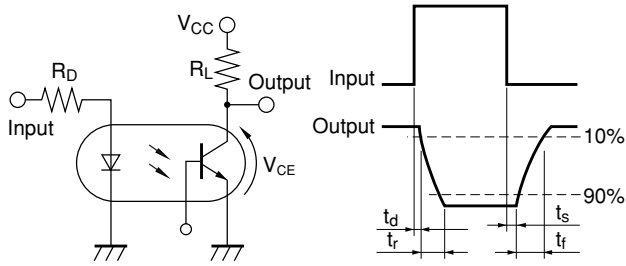 VCC
RD
RL
Output
Input
VCE
Input
Output
10%
90%
td
ts
tr
tf